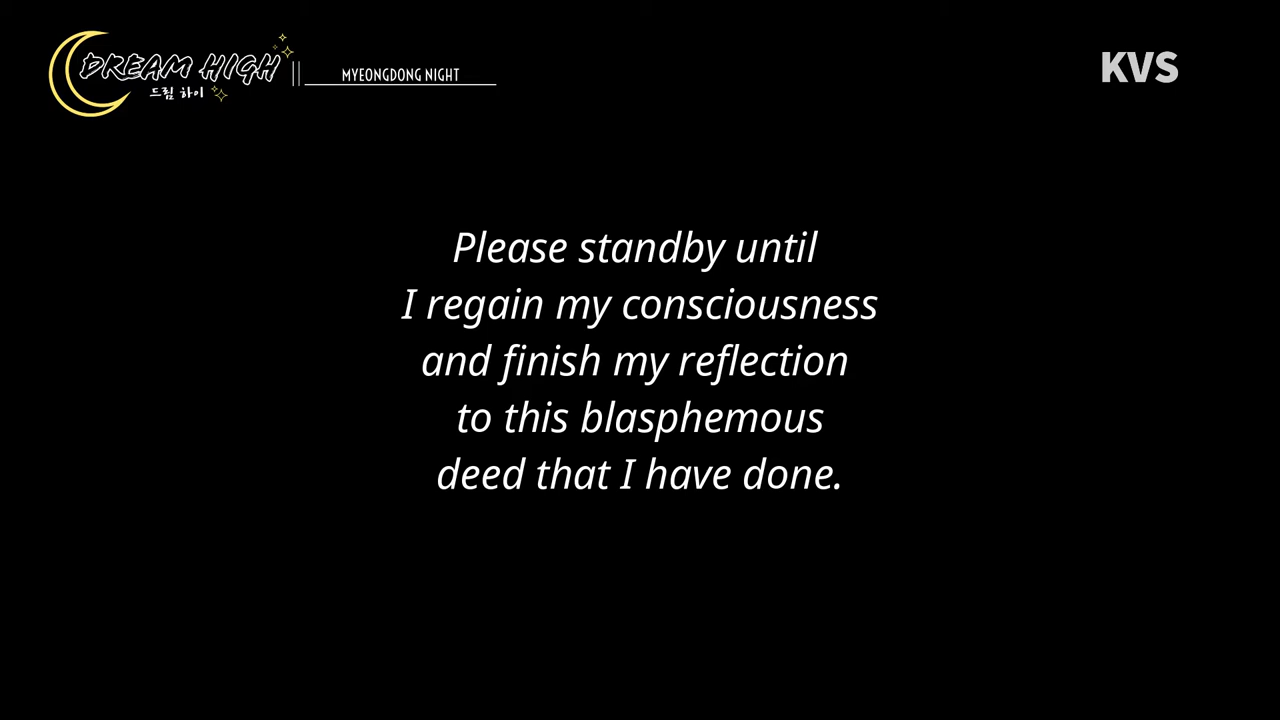 DREAM HIGH
드림 하이
MYEONGDONG NIGHT
KVS
Please standby until
I regain my consciousness
and finish my reflection
to this blasphemous
deed that I have done.